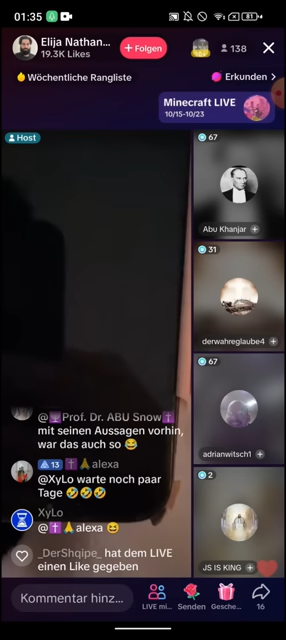 01:35
81
Elija Nathan...
19.3K Likes
+ Folgen
138
Wöchentliche Rangliste
Erkunden >
Minecraft LIVE
10/15-10/23
Host
67
Abu Khanjar +
31
derwahreglaube4 +
67
adrianwitsch1 +
2
JS IS KING +
@🔯Prof. Dr. ABU Snow✝️
mit seinen Aussagen vorhin,
war das auch so 😂
13 ✝️🙏alexa
@XyLo warte noch paar
Tage 🤣🤣🤣
XyLo
@✝️🙏alexa 😄
_DerShqipe_ hat dem LIVE
einen Like gegeben
Kommentar hinz...
LIVE mi...
Senden
Gesche...
16